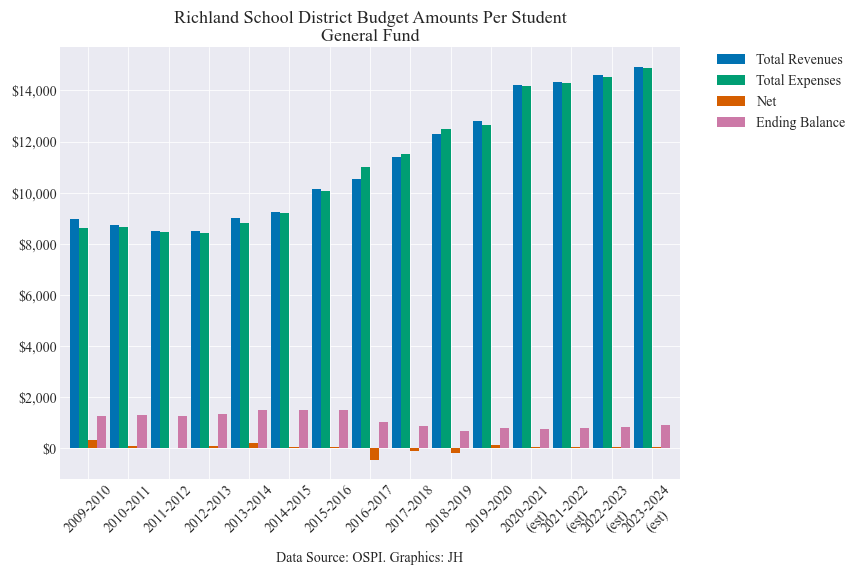 Richland School District Budget Amounts Per Student
General Fund
Total Revenues
Total Expenses
Net
Ending Balance
$14,000
$12,000
$10,000
$8,000
$6,000
$4,000
$2,000
$0
2009-2010
2010-2011
2011-2012
2012-2013
2013-2014
2014-2015
2015-2016
2016-2017
2017-2018
2018-2019
2019-2020
2020-2021
(est)
2021-2022
(est)
2022-2023
(est)
2023-2024
(est)
Data Source: OSPI. Graphics: JH